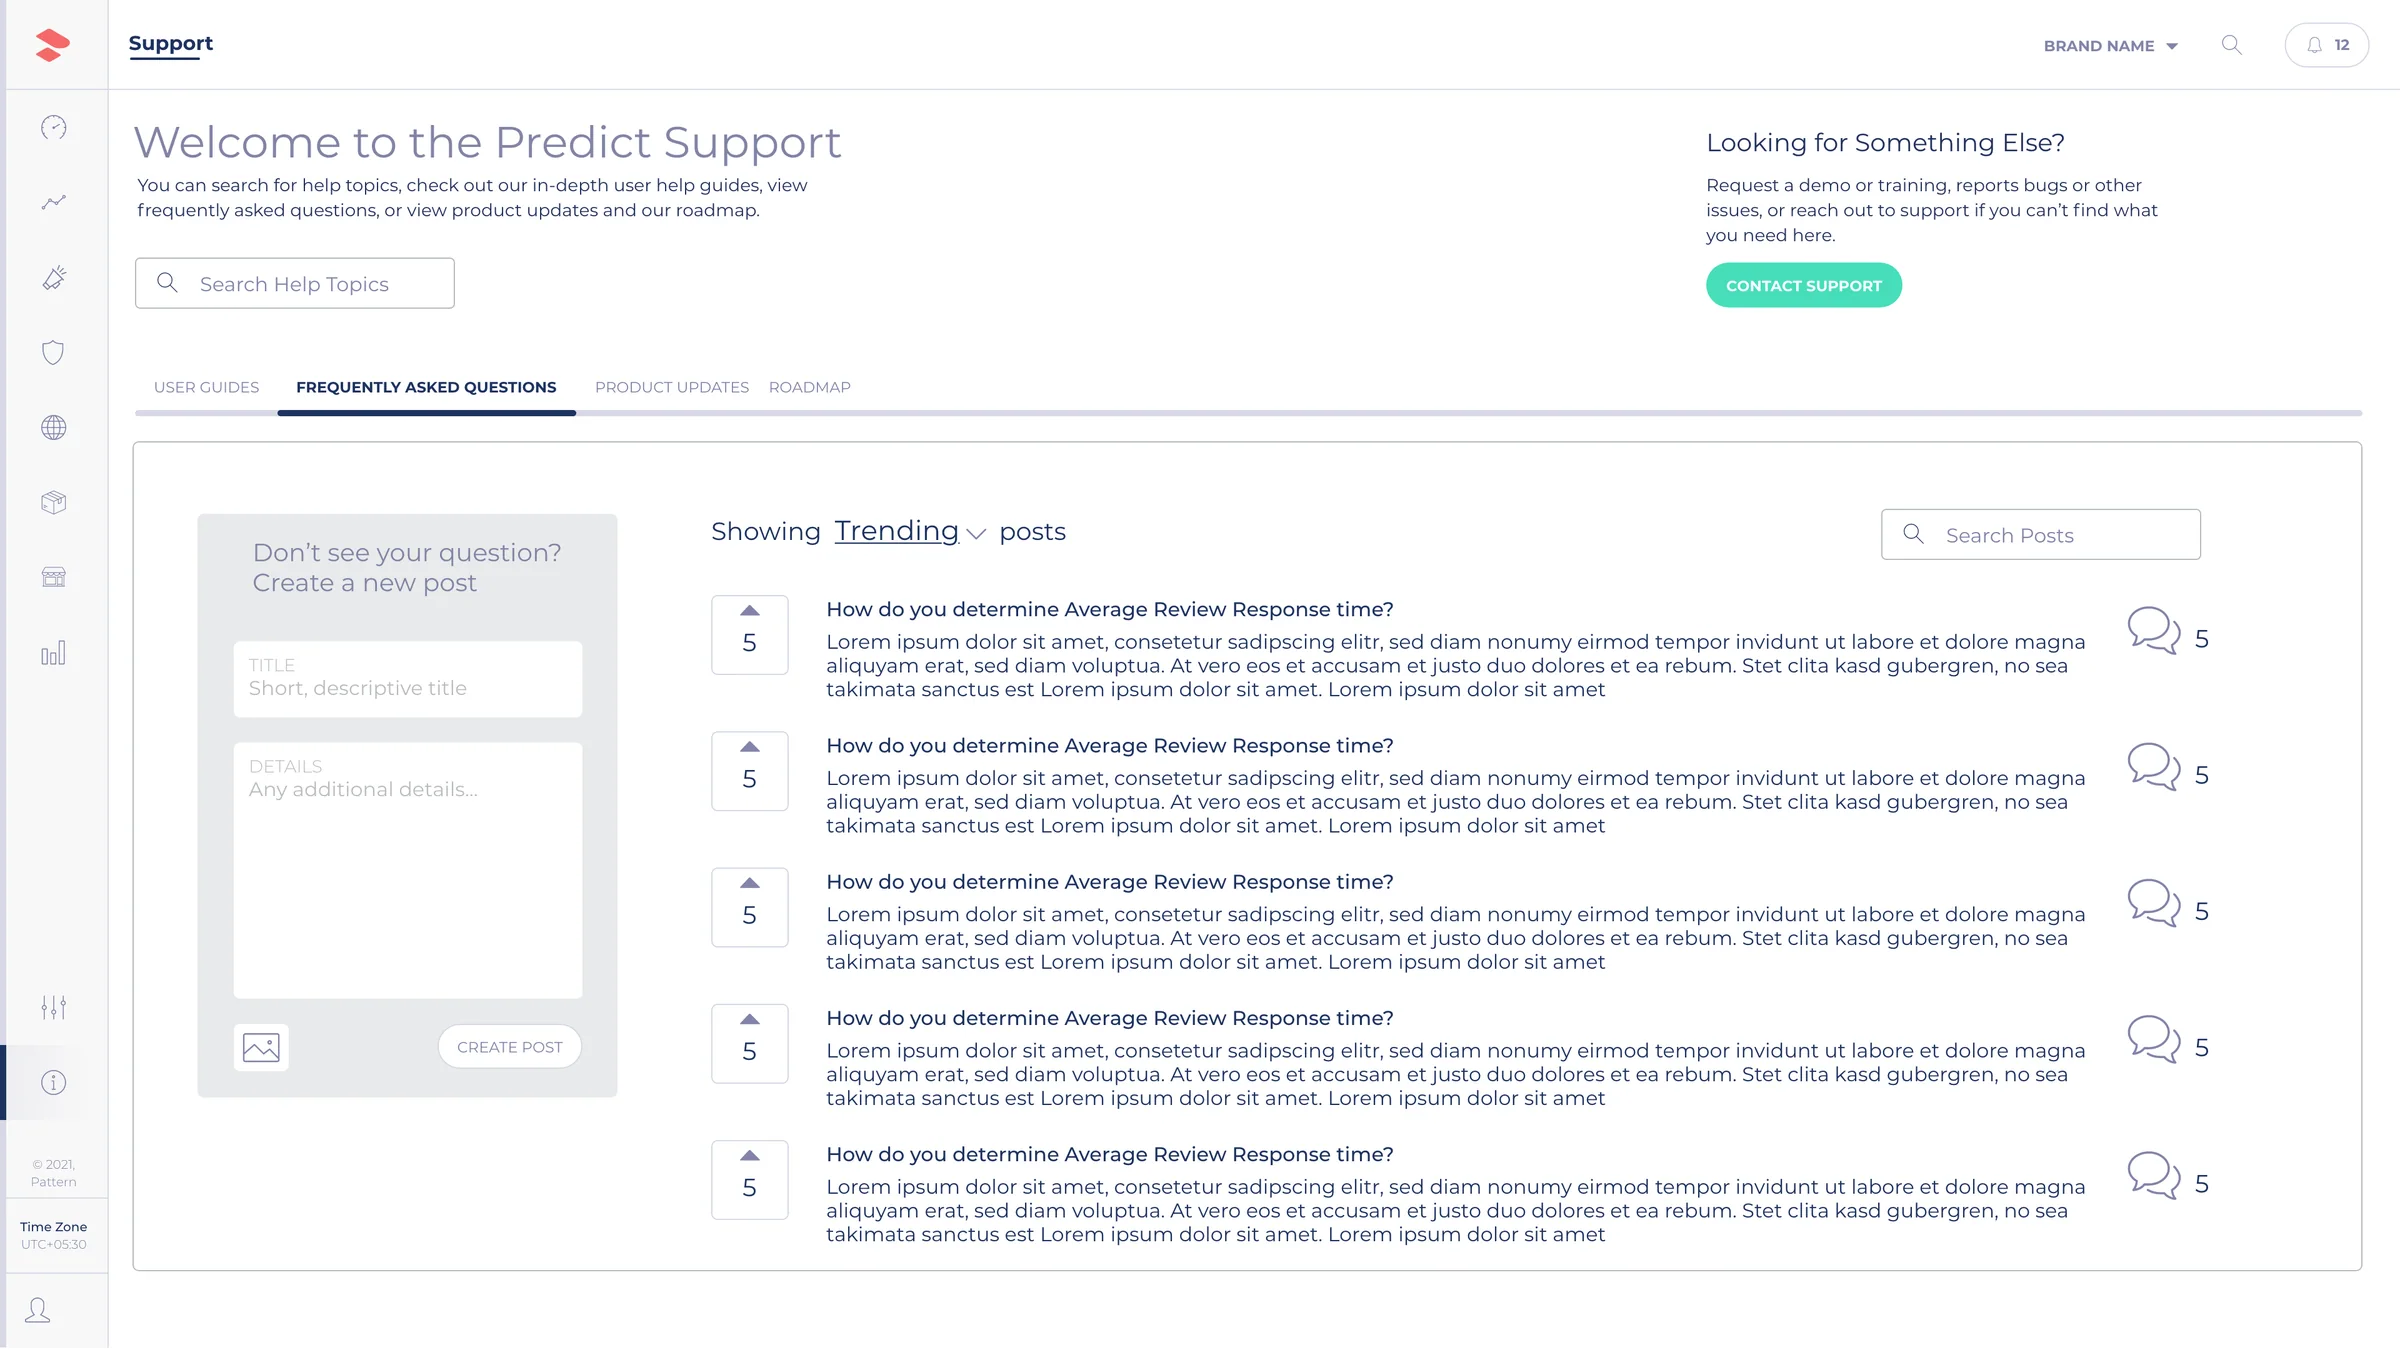 Support
BRAND NAME
12
Welcome to the Predict Support
You can search for help topics, check out our in-depth user help guides, view
frequently asked questions, or view product updates and our roadmap.
Search Help Topics
Looking for Something Else?
Request a demo or training, reports bugs or other
issues, or reach out to support if you can't find what
you need here.
CONTACT SUPPORT
USER GUIDES
FREQUENTLY ASKED QUESTIONS
PRODUCT UPDATES
ROADMAP
Don't see your question?
Create a new post
TITLE
Short, descriptive title
DETAILS
Any additional details...
CREATE POST
Showing Trending posts
Search Posts
5
How do you determine Average Review Response time?
Lorem ipsum dolor sit amet, consetetur sadipscing elitr, sed diam nonumy eirmod tempor invidunt ut labore et dolore magna
aliquyam erat, sed diam voluptua. At vero eos et accusam et justo duo dolores et ea rebum. Stet clita kasd gubergren, no sea
takimata sanctus est Lorem ipsum dolor sit amet. Lorem ipsum dolor sit amet
5
5
How do you determine Average Review Response time?
Lorem ipsum dolor sit amet, consetetur sadipscing elitr, sed diam nonumy eirmod tempor invidunt ut labore et dolore magna
aliquyam erat, sed diam voluptua. At vero eos et accusam et justo duo dolores et ea rebum. Stet clita kasd gubergren, no sea
takimata sanctus est Lorem ipsum dolor sit amet. Lorem ipsum dolor sit amet
5
5
How do you determine Average Review Response time?
Lorem ipsum dolor sit amet, consetetur sadipscing elitr, sed diam nonumy eirmod tempor invidunt ut labore et dolore magna
aliquyam erat, sed diam voluptua. At vero eos et accusam et justo duo dolores et ea rebum. Stet clita kasd gubergren, no sea
takimata sanctus est Lorem ipsum dolor sit amet. Lorem ipsum dolor sit amet
5
5
How do you determine Average Review Response time?
Lorem ipsum dolor sit amet, consetetur sadipscing elitr, sed diam nonumy eirmod tempor invidunt ut labore et dolore magna
aliquyam erat, sed diam voluptua. At vero eos et accusam et justo duo dolores et ea rebum. Stet clita kasd gubergren, no sea
takimata sanctus est Lorem ipsum dolor sit amet. Lorem ipsum dolor sit amet
5
5
How do you determine Average Review Response time?
Lorem ipsum dolor sit amet, consetetur sadipscing elitr, sed diam nonumy eirmod tempor invidunt ut labore et dolore magna
aliquyam erat, sed diam voluptua. At vero eos et accusam et justo duo dolores et ea rebum. Stet clita kasd gubergren, no sea
takimata sanctus est Lorem ipsum dolor sit amet. Lorem ipsum dolor sit amet
5
© 2021,
Pattern
Time Zone
UTC+05:30